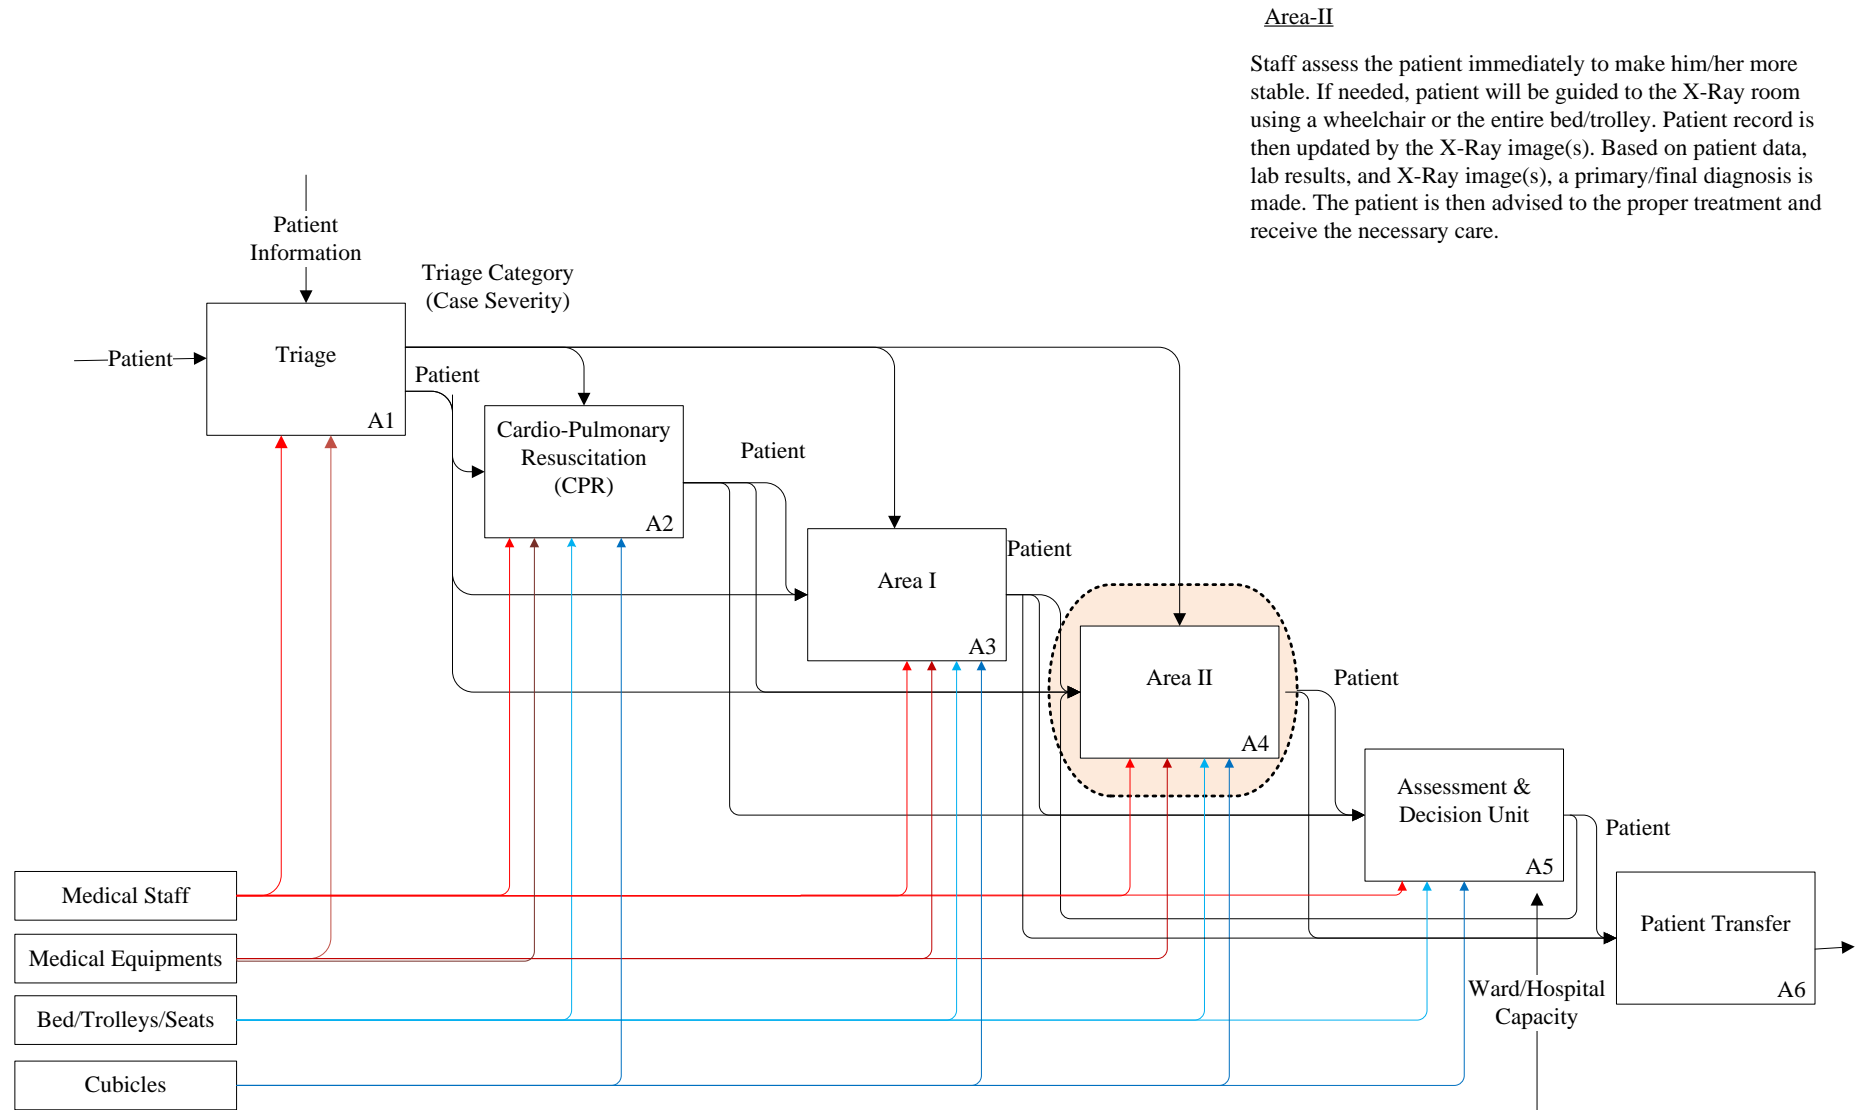 Area-II
Staff assess the patient immediately to make him/her more
stable. If needed, patient will be guided to the X-Ray room
using a wheelchair or the entire bed/trolley. Patient record is
then updated by the X-Ray image(s). Based on patient data,
lab results, and X-Ray image(s), a primary/final diagnosis is
made. The patient is then advised to the proper treatment and
receive the necessary care.
Patient
Information
Triage Category
(Case Severity)
Patient
Triage
A1
Patient
Cardio-Pulmonary
Resuscitation
(CPR)
A2
Patient
Area I
A3
Patient
Area II
A4
Patient
Assessment &
Decision Unit
A5
Patient
Patient Transfer
A6
Medical Staff
Medical Equipments
Bed/Trolleys/Seats
Cubicles
Ward/Hospital
Capacity